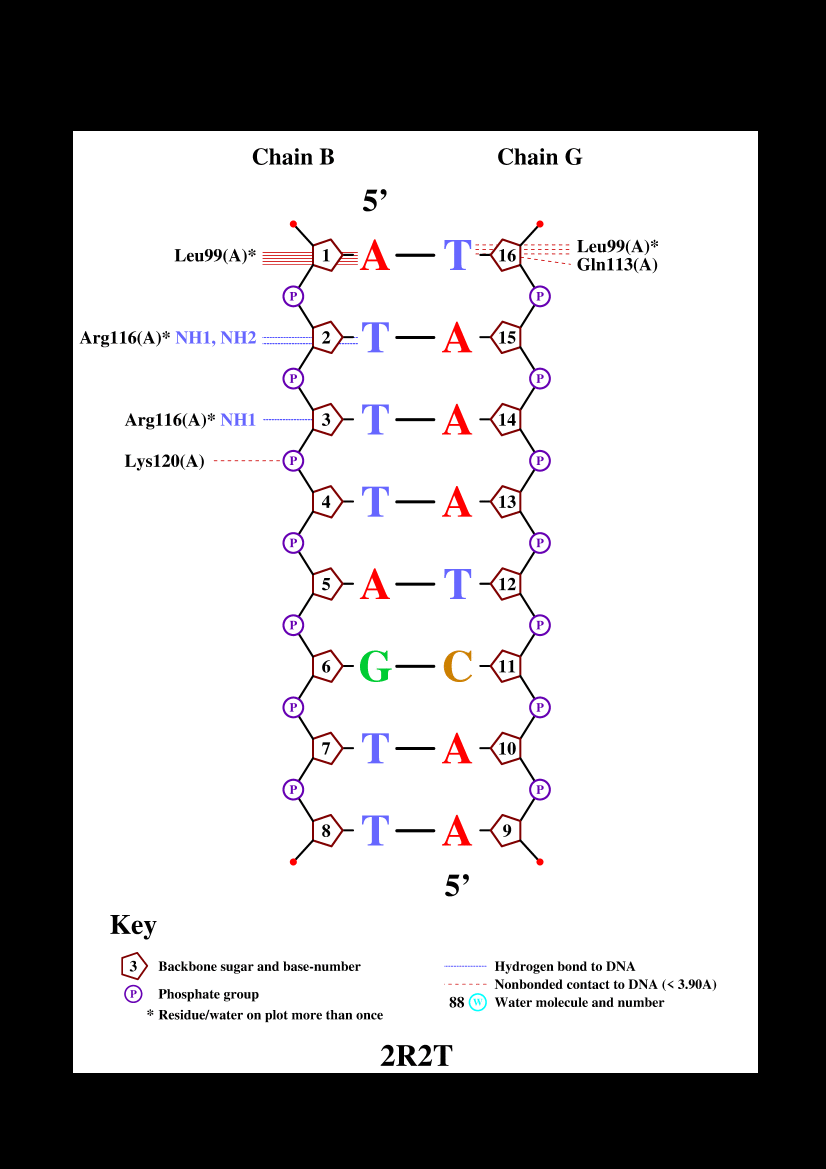 Chain B Chain G
5’
Leu99(A)* 1 A T 16 Leu99(A)*
Gln113(A)
P P
Arg116(A)* NH1, NH2 2 T A 15
P P
Arg116(A)* NH1 3 T A 14
Lys120(A) P P
4 T A 13
P P
5 A T 12
P P
6 G C 11
P P
7 T A 10
P P
8 T A 9
5’
Key
3 Backbone sugar and base-number
P Phosphate group
* Residue/water on plot more than once
Hydrogen bond to DNA
Nonbonded contact to DNA (< 3.90A)
88 W Water molecule and number
2R2T